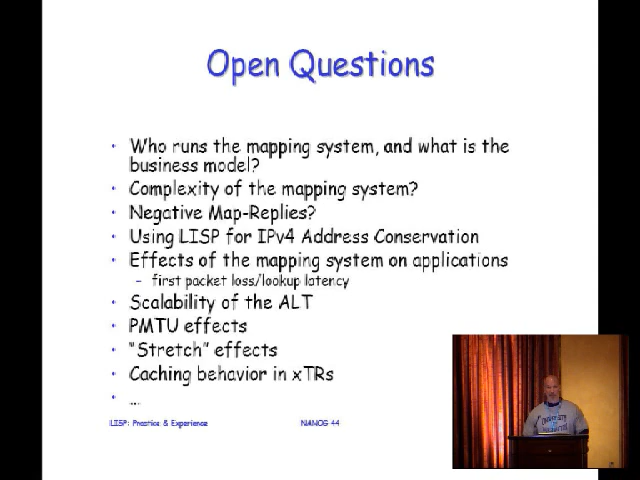 Open Questions
• Who runs the mapping system, and what is the
business model?
• Complexity of the mapping system?
• Negative Map-Replies?
• Using LISP for IPv4 Address Conservation
• Effects of the mapping system on applications
– first packet loss/lookup latency
• Scalability of the ALT
• PMTU effects
• "Stretch" effects
• Caching behavior in xTRs
• ...
LISP: Practice & Experience
NANOG 44